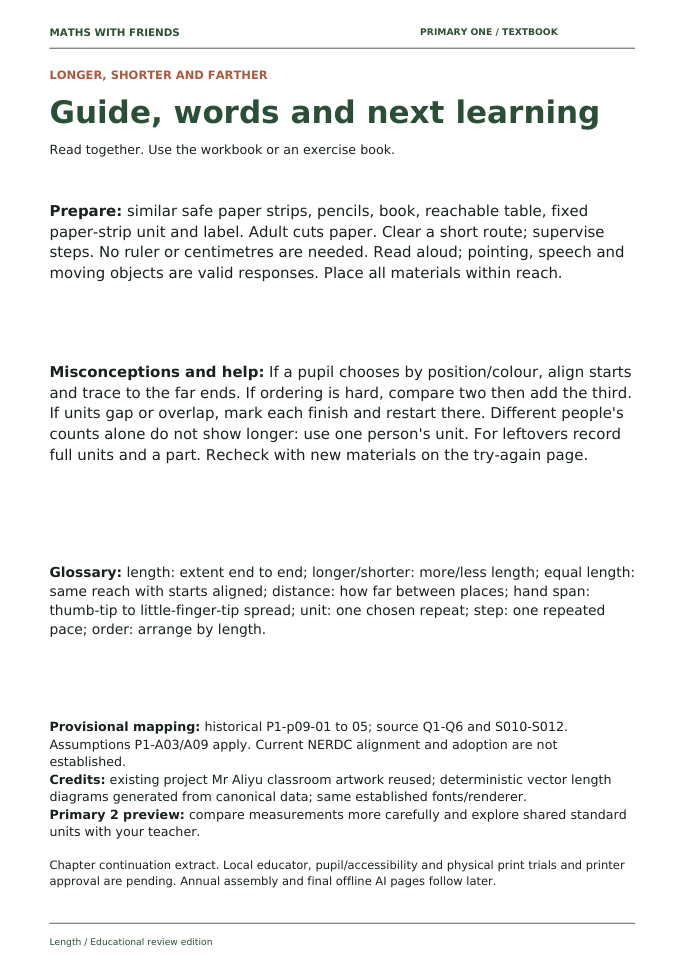 MATHS WITH FRIENDS
PRIMARY ONE / TEXTBOOK
LONGER, SHORTER AND FARTHER
Guide, words and next learning
Read together. Use the workbook or an exercise book.
Prepare: similar safe paper strips, pencils, book, reachable table, fixed
paper-strip unit and label. Adult cuts paper. Clear a short route; supervise
steps. No ruler or centimetres are needed. Read aloud; pointing, speech and
moving objects are valid responses. Place all materials within reach.
Misconceptions and help: If a pupil chooses by position/colour, align starts
and trace to the far ends. If ordering is hard, compare two then add the third.
If units gap or overlap, mark each finish and restart there. Different people's
counts alone do not show longer: use one person's unit. For leftovers record
full units and a part. Recheck with new materials on the try-again page.
Glossary: length: extent end to end; longer/shorter: more/less length; equal length:
same reach with starts aligned; distance: how far between places; hand span:
thumb-tip to little-finger-tip spread; unit: one chosen repeat; step: one repeated
pace; order: arrange by length.
Provisional mapping: historical P1-p09-01 to 05; source Q1-Q6 and S010-S012.
Assumptions P1-A03/A09 apply. Current NERDC alignment and adoption are not
established.
Credits: existing project Mr Aliyu classroom artwork reused; deterministic vector length
diagrams generated from canonical data; same established fonts/renderer.
Primary 2 preview: compare measurements more carefully and explore shared standard
units with your teacher.
Chapter continuation extract. Local educator, pupil/accessibility and physical print trials and printer
approval are pending. Annual assembly and final offline AI pages follow later.
Length / Educational review edition